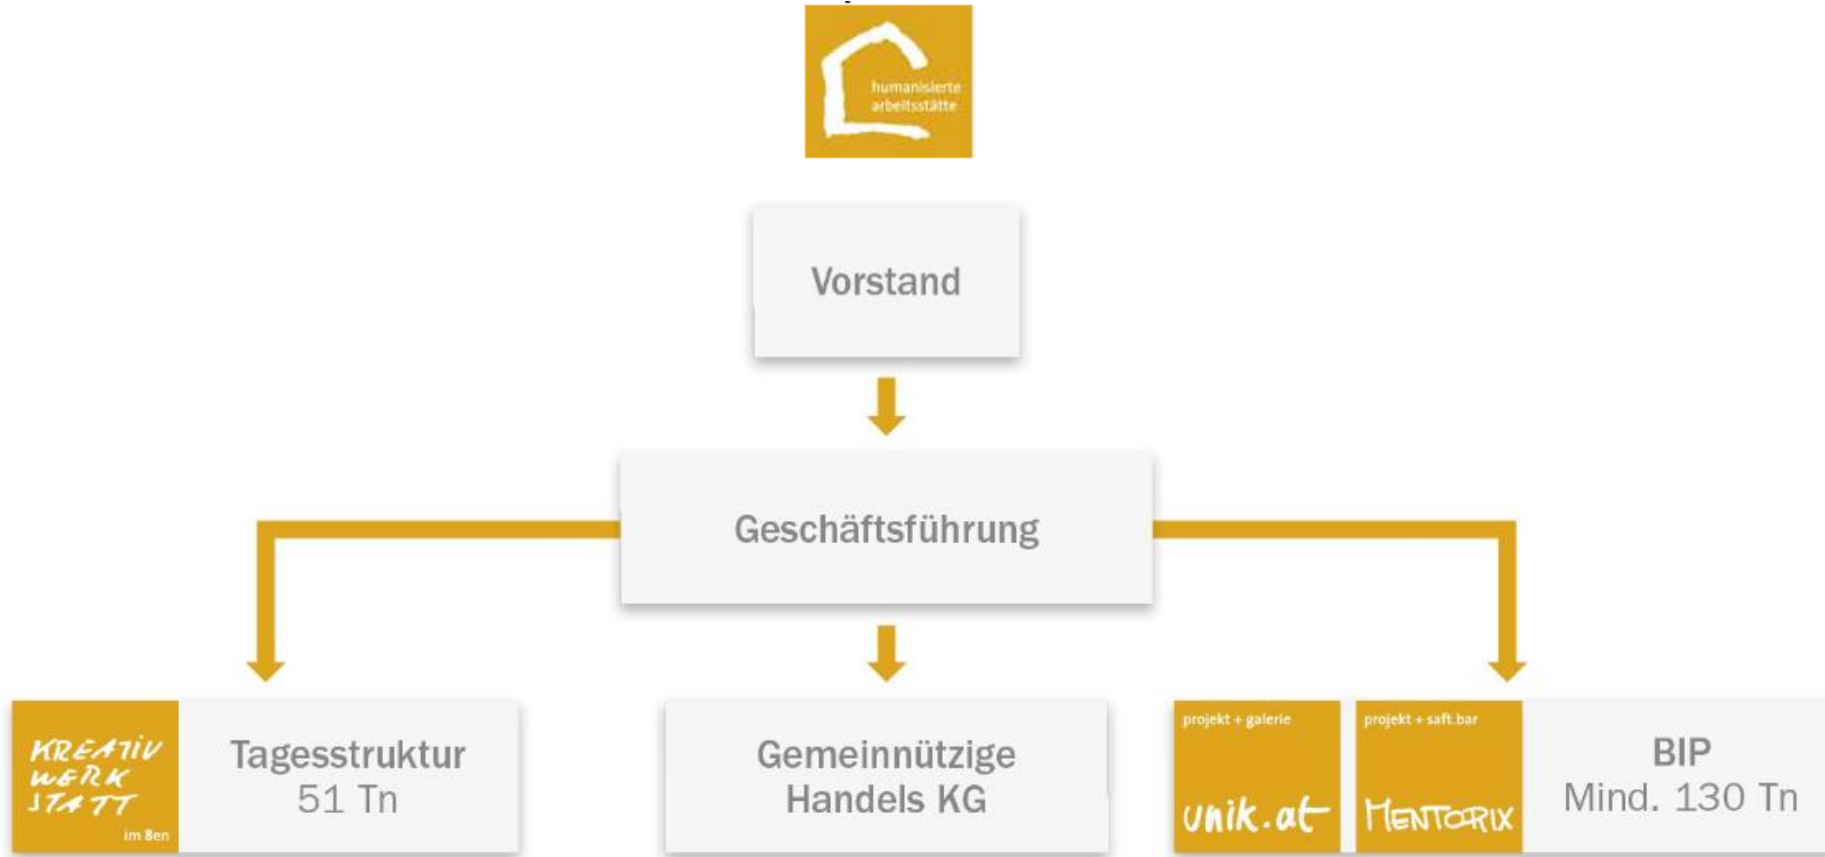 humanisierte
arbeitsstätte
Vorstand
Geschäftsführung
KREATIV
WERK
STATT
im 8en
Tagesstruktur
51 Tn
Gemeinnützige
Handels KG
projekt + galerie
unik.at
projekt + saft.bar
MENTORIX
BIP
Mind. 130 Tn